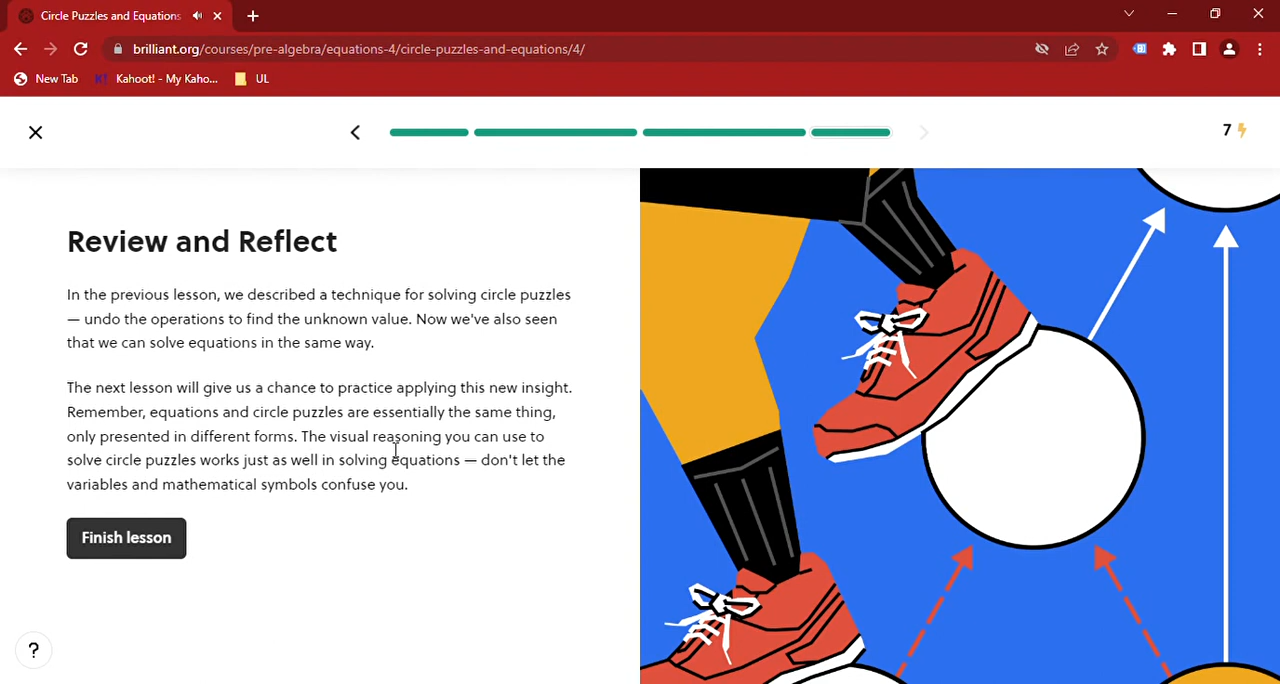 Circle Puzzles and Equations
brilliant.org/courses/pre-algebra/equations-4/circle-puzzles-and-equations/4/
New Tab
K! Kahoot! - My Kaho...
UL
7
Review and Reflect
In the previous lesson, we described a technique for solving circle puzzles
— undo the operations to find the unknown value. Now we've also seen
that we can solve equations in the same way.
The next lesson will give us a chance to practice applying this new insight.
Remember, equations and circle puzzles are essentially the same thing,
only presented in different forms. The visual reasoning you can use to
solve circle puzzles works just as well in solving equations — don't let the
variables and mathematical symbols confuse you.
Finish lesson
?